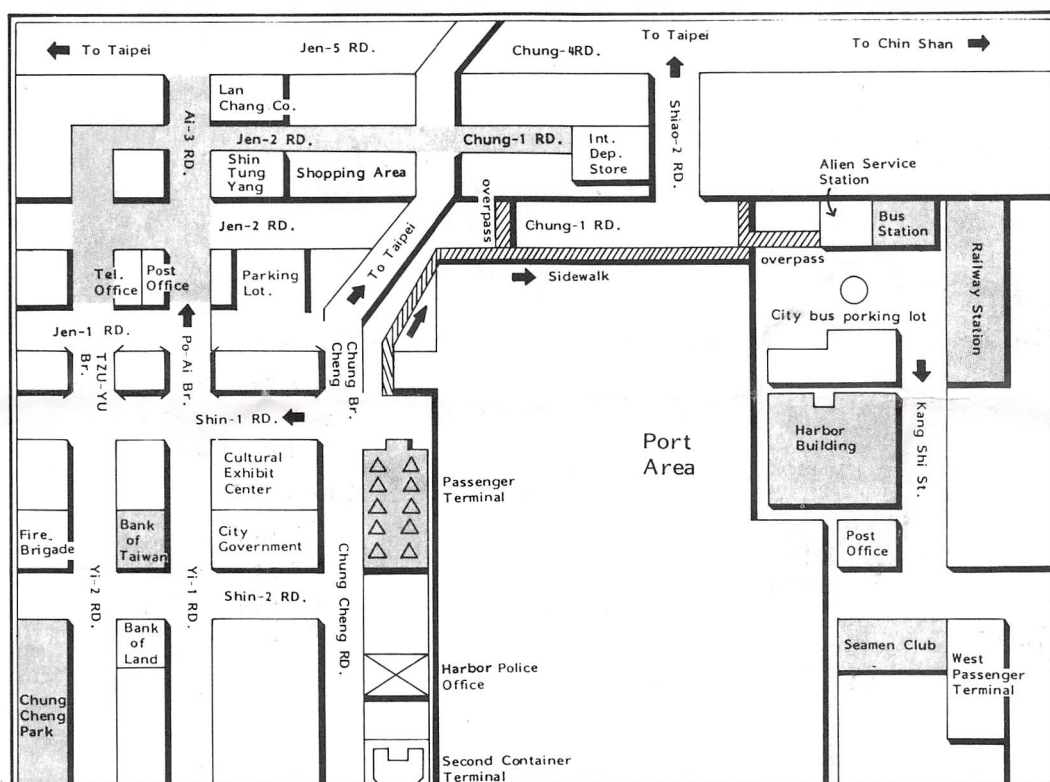 To Taipei
Jen-5 RD.
Chung-4RD.
To Taipei
To Chin Shan
Lan
Chang Co.
Ai-3 RD.
Jen-2 RD.
Chung-1 RD.
Int.
Dep.
Store
Shiao-2 RD.
Shin
Tung
Yang
Shopping Area
Alien Service
Station
overpass
Jen-2 RD.
Chung-1 RD.
Bus
Station
To Taipei
overpass
Tel.
Office
Post
Office
Parking
Lot.
Sidewalk
Railway Station
City bus porking lot
Jen-1 RD.
TZU-YU
Br.
Po-Ai Br.
Chung Br.
Cheng
Shin-1 RD.
Kang Shi St.
Harbor
Building
Port
Area
Cultural
Exhibit
Center
Passenger
Terminal
Fire
Brigade
Bank
of
Taiwan
City
Government
Post
Office
Yi-2 RD.
Yi-1 RD.
Shin-2 RD.
Chung Cheng RD.
Bank
of
Land
Seamen Club
West
Passenger
Terminal
Harbor Police
Office
Chung
Cheng
Park
Second Container
Terminal